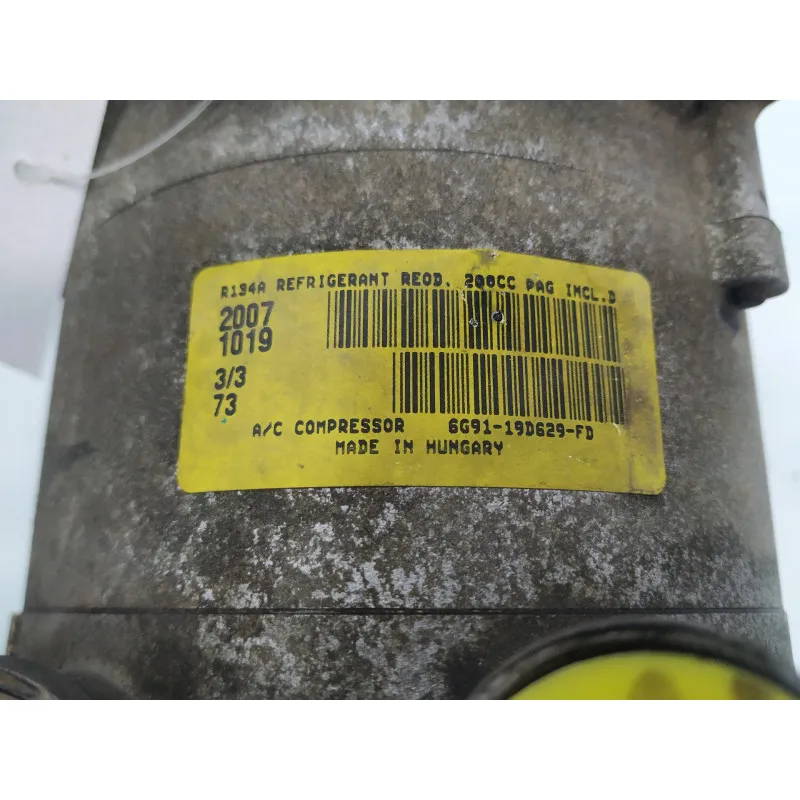 R134A REFRIGERANT REQD. 200CC PAG INCL.D
2007
1019
3/3
73
A/C COMPRESSOR 6G91-19D629-FD
MADE IN HUNGARY